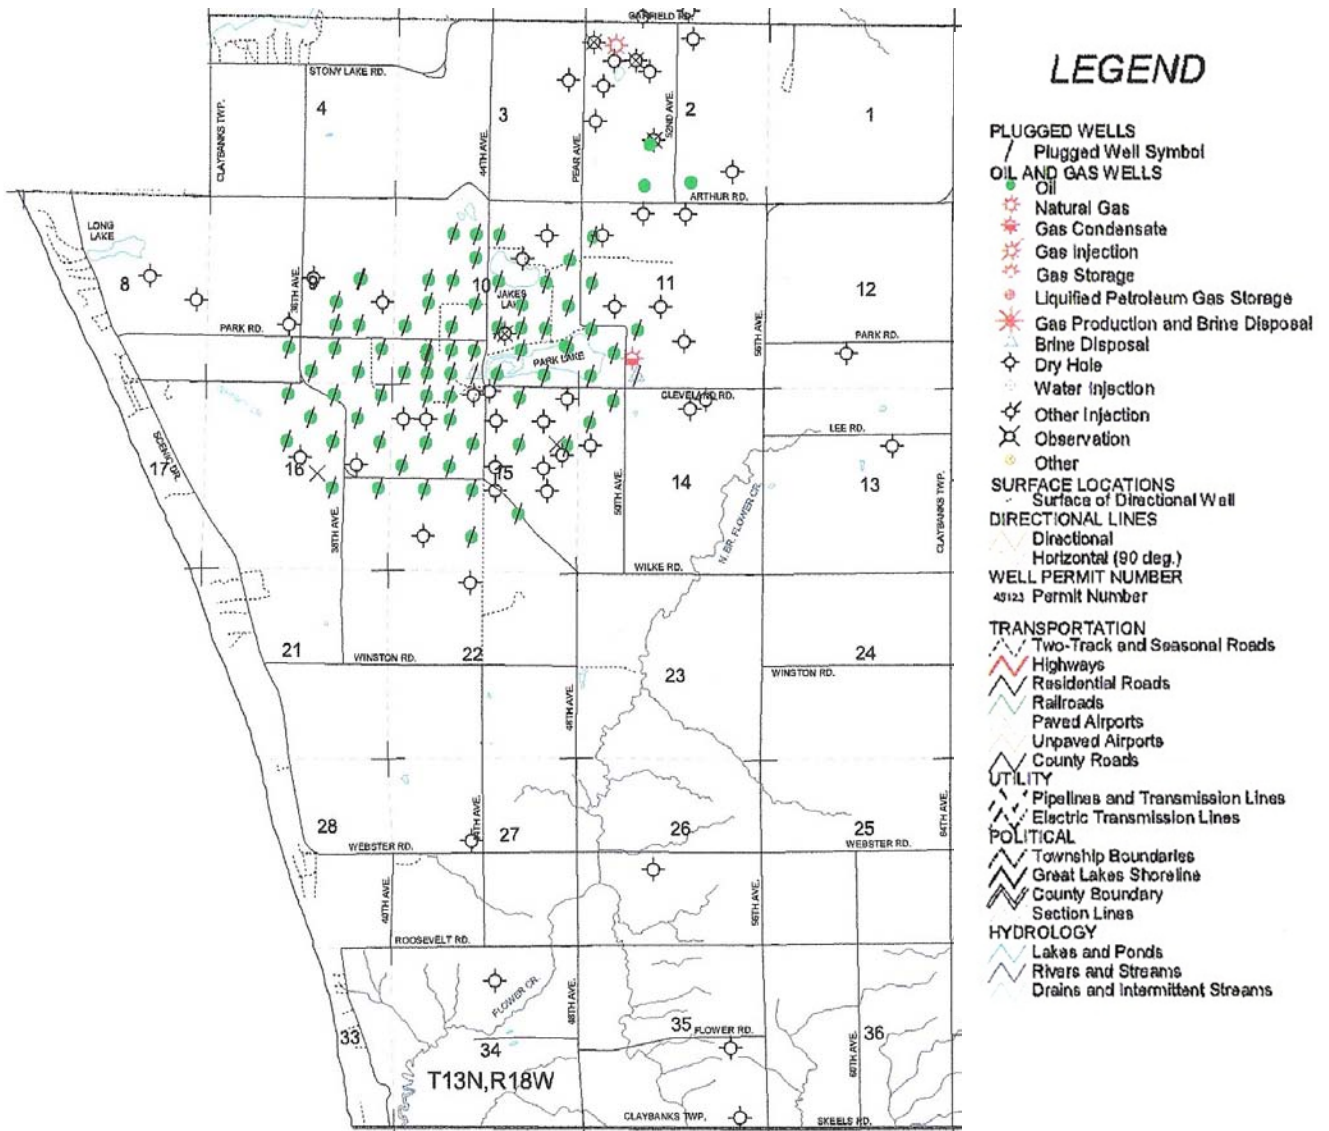 GARFIELD RD.
STONY LAKE RD.
4
3
2
1
CLAYBANKS TWP.
44TH AVE.
PEAR AVE.
52ND AVE.
ARTHUR RD.
LONG
LAKE
8
36TH AVE.
9
10
JAKES
LAKE
11
12
PARK RD.
PARK RD.
56TH AVE.
PARK LAKE
CLEVELAND RD.
LEE RD.
SCENIC DR.
17
16
15
14
13
38TH AVE.
50TH AVE.
N. BR. FLOWER CR.
CLAYBANKS TWP.
WILKE RD.
21
WINSTON RD.
22
23
24
WINSTON RD.
48TH AVE.
28
27
26
25
WEBSTER RD.
WEBSTER RD.
64TH AVE.
40TH AVE.
56TH AVE.
ROOSEVELT RD.
FLOWER CR.
48TH AVE.
33
34
35
FLOWER RD.
60TH AVE.
36
T13N,R18W
CLAYBANKS TWP.
SKEELS RD.
LEGEND
PLUGGED WELLS
Plugged Well Symbol
OIL AND GAS WELLS
Oil
Natural Gas
Gas Condensate
Gas Injection
Gas Storage
Liquified Petroleum Gas Storage
Gas Production and Brine Disposal
Brine Disposal
Dry Hole
Water Injection
Other Injection
Observation
Other
SURFACE LOCATIONS
Surface of Directional Well
DIRECTIONAL LINES
Directional
Horizontal (90 deg.)
WELL PERMIT NUMBER
45123 Permit Number
TRANSPORTATION
Two-Track and Seasonal Roads
Highways
Residential Roads
Railroads
Paved Airports
Unpaved Airports
County Roads
UTILITY
Pipelines and Transmission Lines
Electric Transmission Lines
POLITICAL
Township Boundaries
Great Lakes Shoreline
County Boundary
Section Lines
HYDROLOGY
Lakes and Ponds
Rivers and Streams
Drains and Intermittent Streams